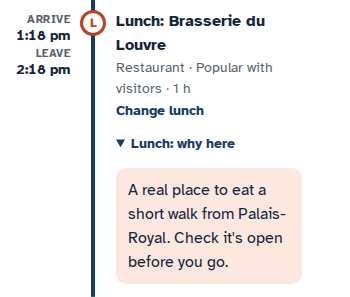 ARRIVE
1:18 pm
LEAVE
2:18 pm
L
Lunch: Brasserie du
Louvre
Restaurant · Popular with
visitors · 1 h
Change lunch
▼ Lunch: why here
A real place to eat a
short walk from Palais-
Royal. Check it's open
before you go.